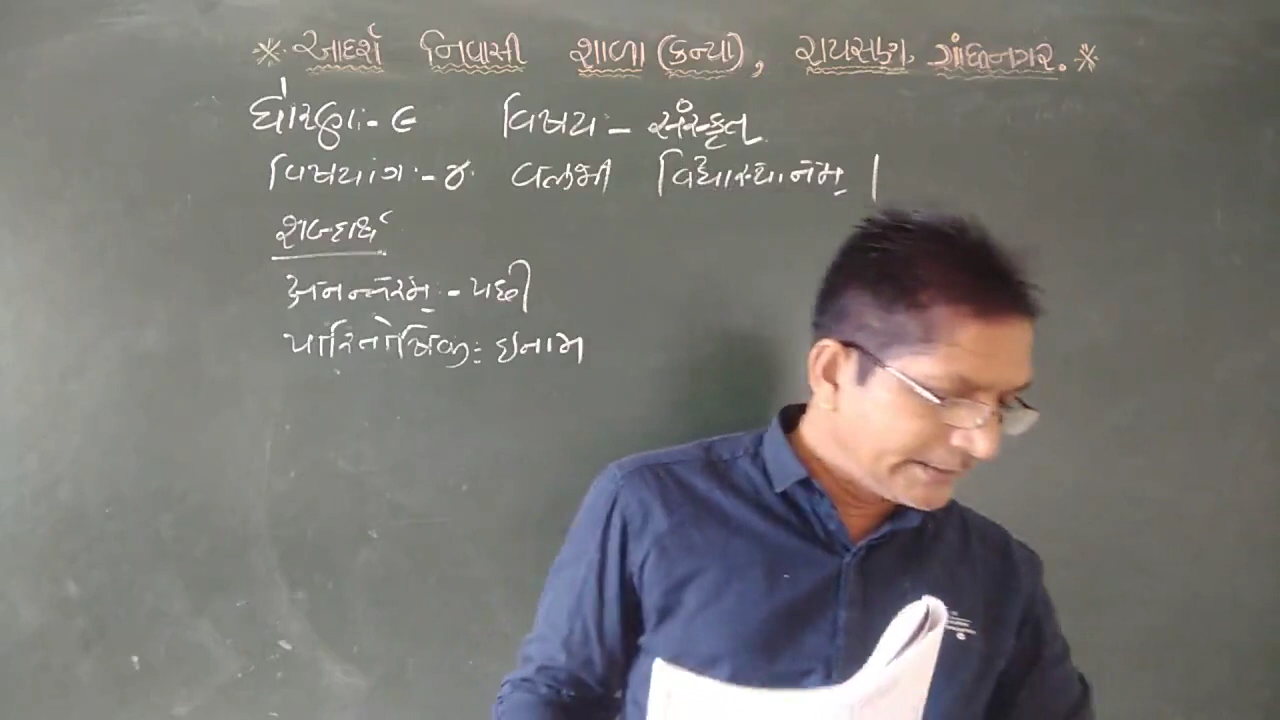 * આદર્શ નિવાસી શાળા (કન્યા), રાયસણ, ગાંધીનગર. *
ધોરણઃ- ૯ વિષયઃ- સંસ્કૃત
વિષયાંગઃ- ૪. વલભી વિદ્યાસ્થાનમ્ |
શબ્દાર્થ
અનન્તરમ્ઃ- પછી
પારિતોષિકઃ- ઇનામ